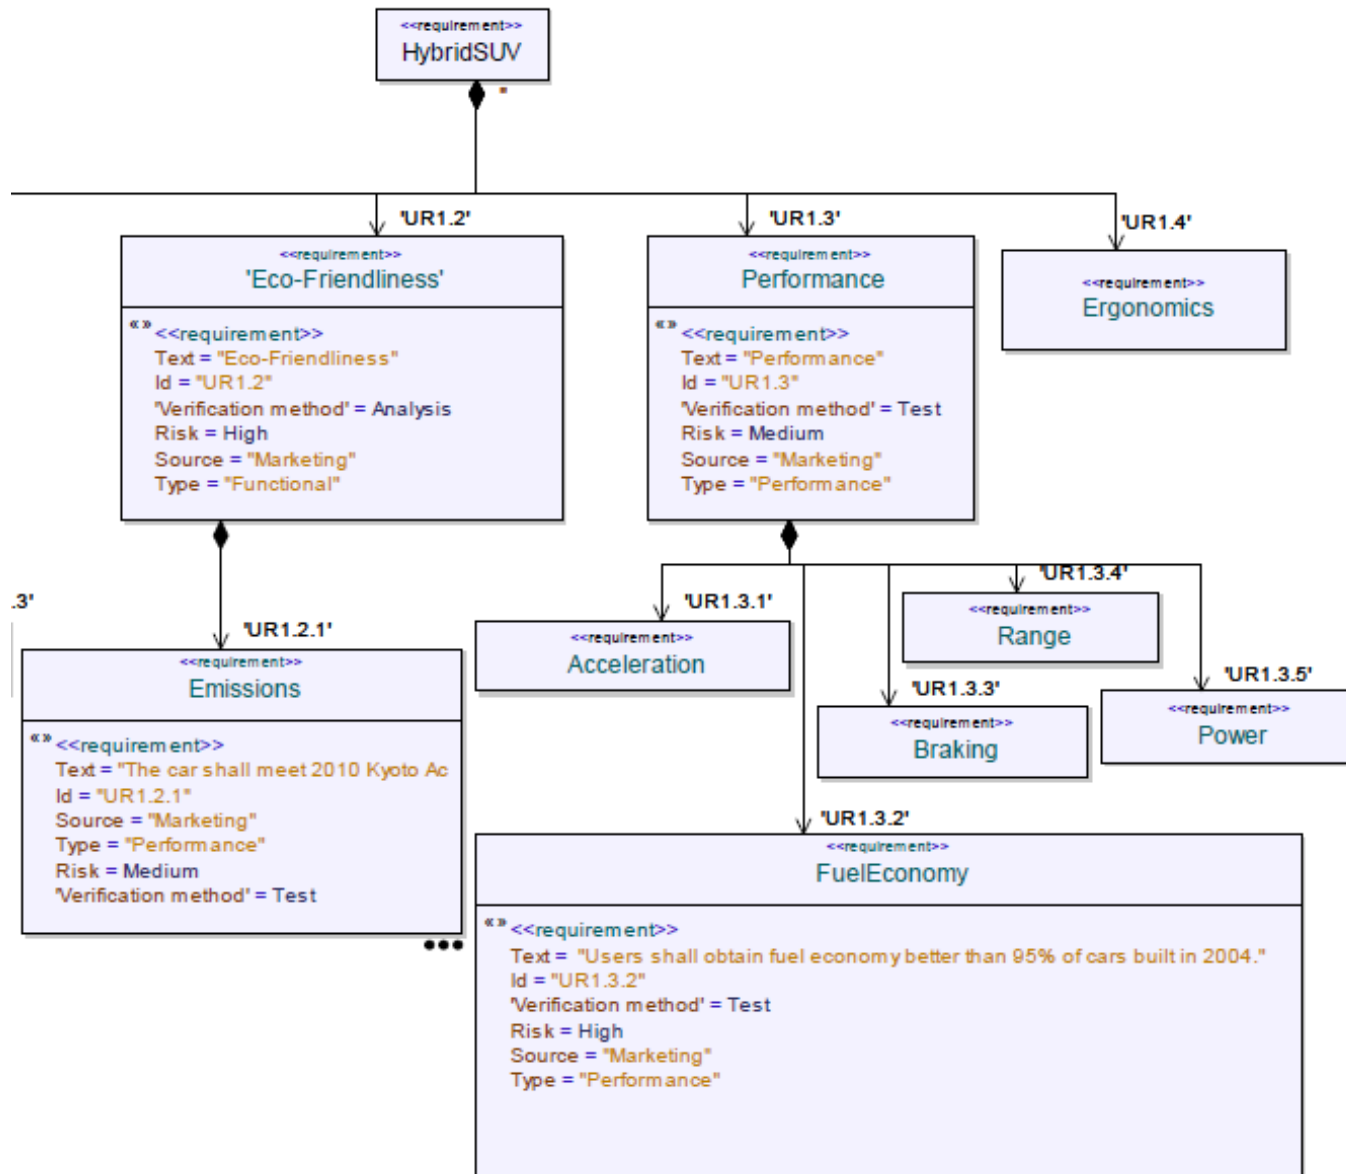 <<requirement>>
HybridSUV
"
'UR1.2'
'UR1.3'
'UR1.4'
<<requirement>>
'Eco-Friendliness'
«» <<requirement>>
Text = "Eco-Friendliness"
Id = "UR1.2"
'Verification method' = Analysis
Risk = High
Source = "Marketing"
Type = "Functional"
<<requirement>>
Performance
«» <<requirement>>
Text = "Performance"
Id = "UR1.3"
'Verification method' = Test
Risk = Medium
Source = "Marketing"
Type = "Performance"
<<requirement>>
Ergonomics
.3'
'UR1.2.1'
<<requirement>>
Emissions
«» <<requirement>>
Text = "The car shall meet 2010 Kyoto Ac
Id = "UR1.2.1"
Source = "Marketing"
Type = "Performance"
Risk = Medium
'Verification method' = Test
'UR1.3.1'
<<requirement>>
Acceleration
'UR1.3.4'
<<requirement>>
Range
'UR1.3.3'
<<requirement>>
Braking
'UR1.3.5'
<<requirement>>
Power
'UR1.3.2'
<<requirement>>
FuelEconomy
«» <<requirement>>
Text = "Users shall obtain fuel economy better than 95% of cars built in 2004."
Id = "UR1.3.2"
'Verification method' = Test
Risk = High
Source = "Marketing"
Type = "Performance"